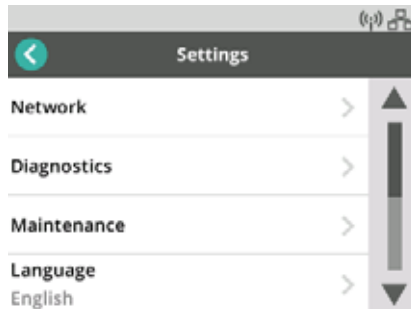 Settings
Network
Diagnostics
Maintenance
Language
English